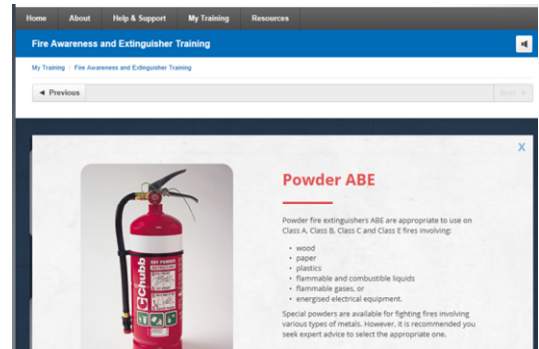 Home About Help & Support My Training Resources
Fire Awareness and Extinguisher Training
My Training Fire Awareness and Extinguisher Training
Previous
Next
X
Powder ABE
Powder fire extinguishers ABE are appropriate to use on
Class A, Class B, Class C and Class E fires involving:
• wood
• paper
• plastics
• flammable and combustible liquids
• flammable gases, or
• energised electrical equipment.
Special powders are available for fighting fires involving
various types of metals. However, it is recommended you
seek expert advice to select the appropriate one.
Chubb
DRY POWDER